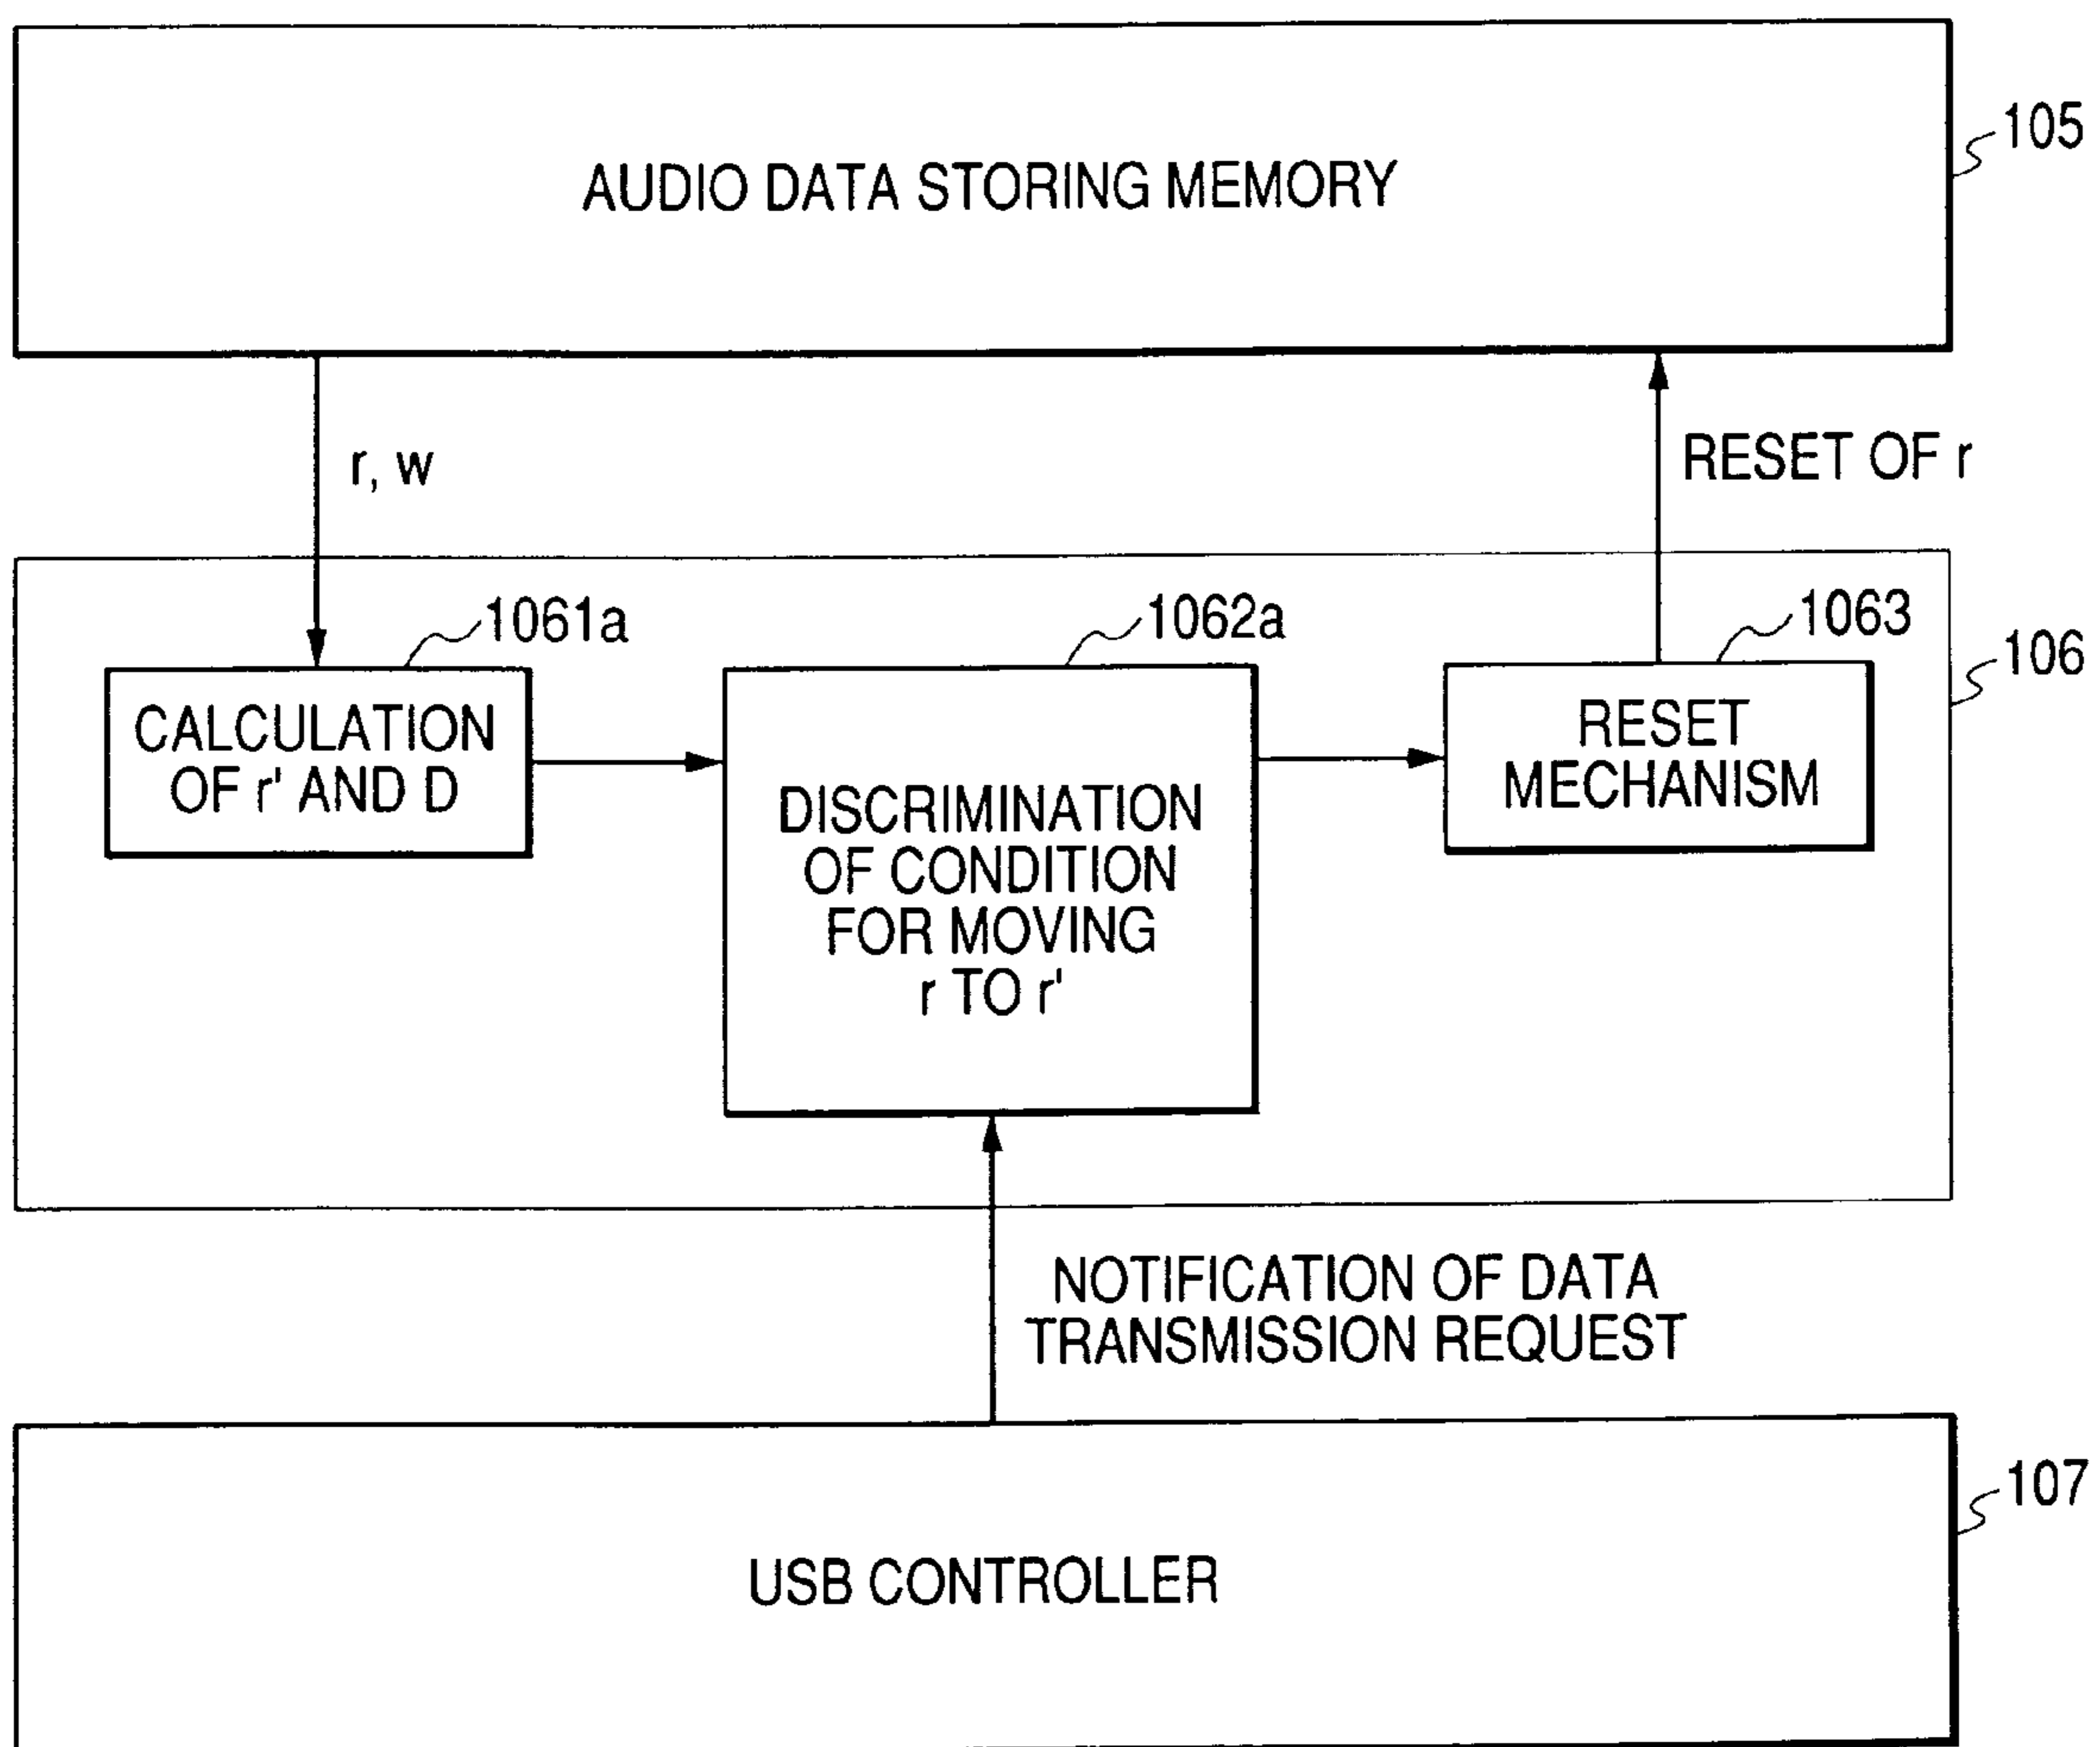 AUDIO DATA STORING MEMORY
105
r, w
RESET OF r
1061a
1062a
1063
106
CALCULATION
OF r' AND D
DISCRIMINATION
OF CONDITION
FOR MOVING
r TO r'
RESET
MECHANISM
NOTIFICATION OF DATA
TRANSMISSION REQUEST
107
USB CONTROLLER